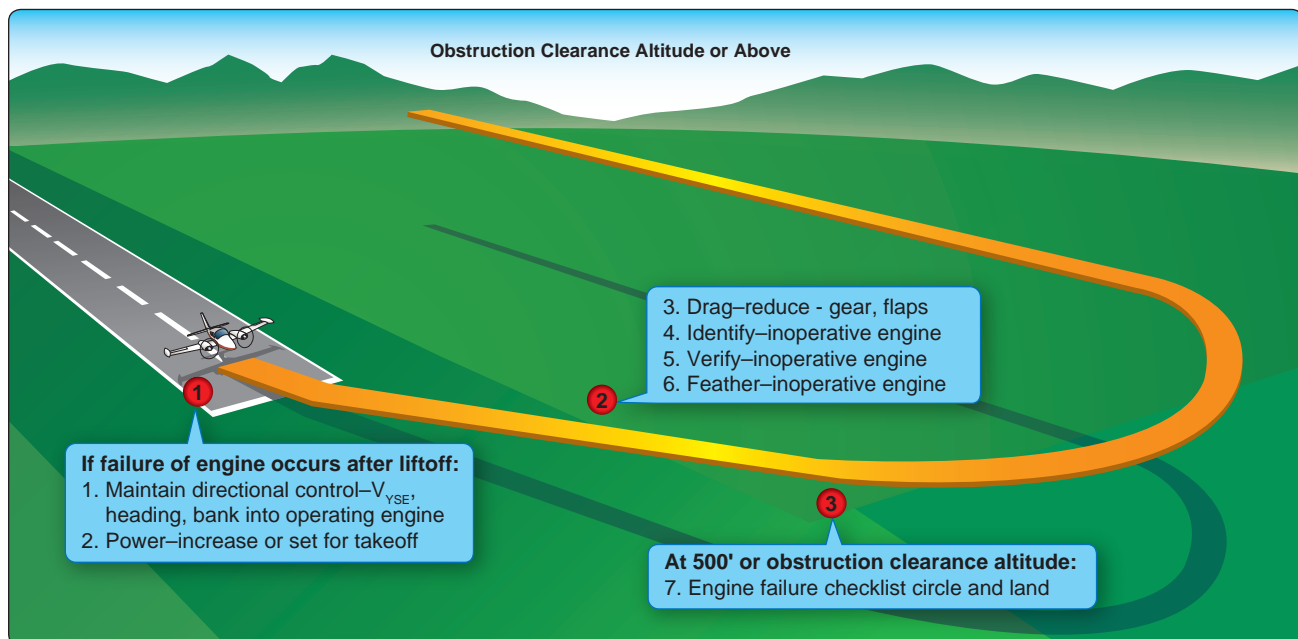 Obstruction Clearance Altitude or Above
1
If failure of engine occurs after liftoff:
1. Maintain directional control–VYSE,
heading, bank into operating engine
2. Power–increase or set for takeoff
2
3. Drag–reduce - gear, flaps
4. Identify–inoperative engine
5. Verify–inoperative engine
6. Feather–inoperative engine
3
At 500' or obstruction clearance altitude:
7. Engine failure checklist circle and land